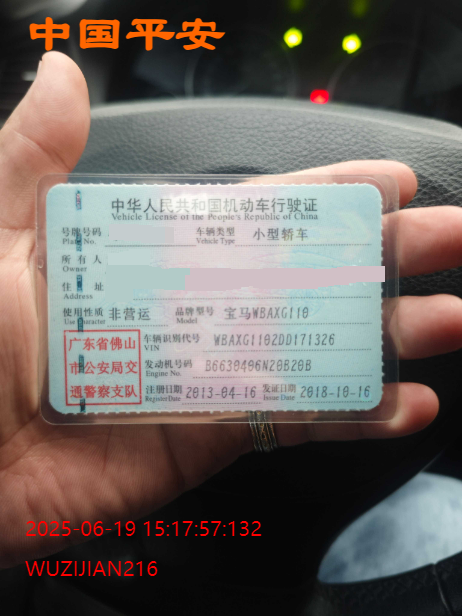 中国平安
中华人民共和国机动车行驶证
Vehicle License of the People's Republic of China
号牌号码 车辆类型 小型轿车
Plate No. Vehicle Type
所有人
Owner
住址
Address
使用性质 非营运 品牌型号 宝马WBAXG110
Use Character Model
广东省佛山
市公安局交
通警察支队
车辆识别代号 WBAXG1102DD171326
VIN
发动机号码 B6630406N20B20B
Engine No.
注册日期 2013-04-16 发证日期 2018-10-16
Register Date Issue Date
2025-06-19 15:17:57:132
WUZIJIAN216